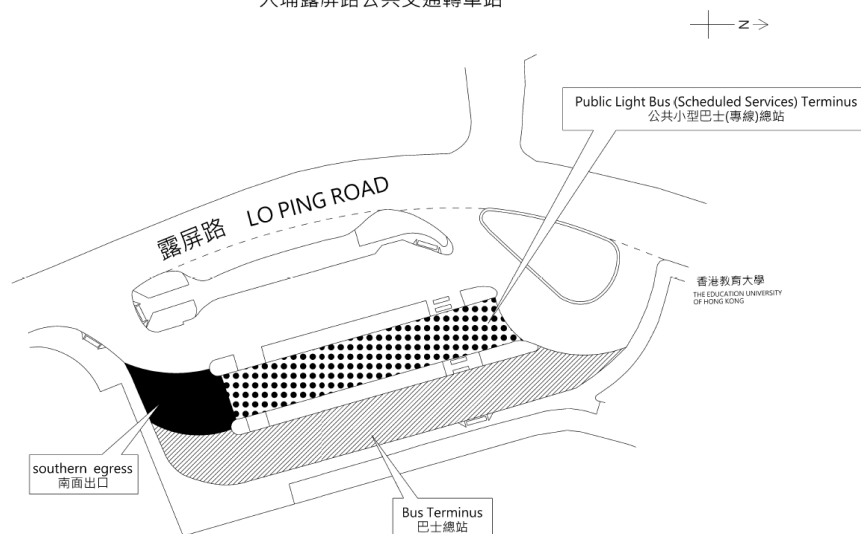 大埔露屏路公共交通轉車站
N
Public Light Bus (Scheduled Services) Terminus
公共小型巴士(專線)總站
露屏路 LO PING ROAD
香港教育大學
THE EDUCATION UNIVERSITY
OF HONG KONG
southern egress
南面出口
Bus Terminus
巴士總站